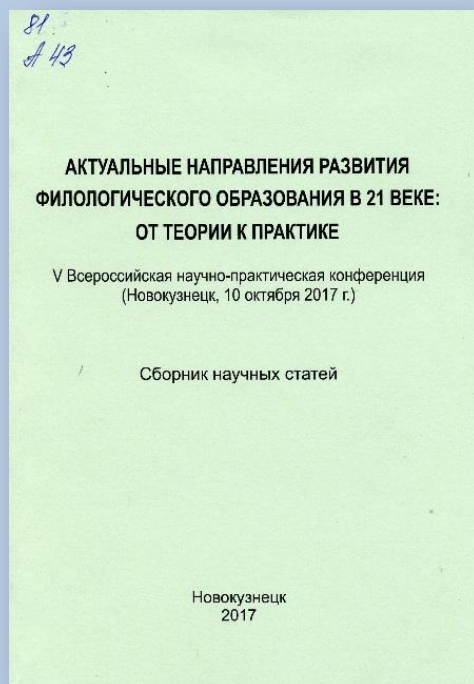 81
А 43
АКТУАЛЬНЫЕ НАПРАВЛЕНИЯ РАЗВИТИЯ
ФИЛОЛОГИЧЕСКОГО ОБРАЗОВАНИЯ В 21 ВЕКЕ:
ОТ ТЕОРИИ К ПРАКТИКЕ
V Всероссийская научно-практическая конференция
(Новокузнецк, 10 октября 2017 г.)
Сборник научных статей
Новокузнецк
2017